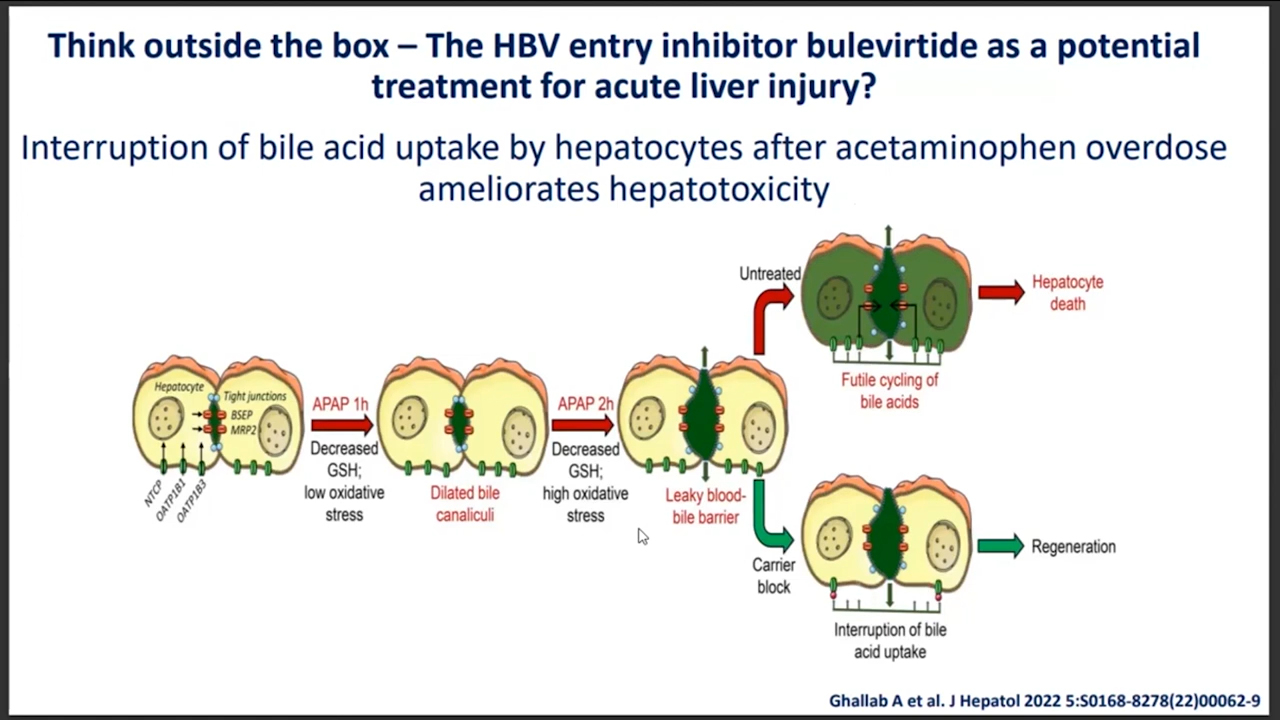 Think outside the box – The HBV entry inhibitor bulevirtide as a potential
treatment for acute liver injury?
Interruption of bile acid uptake by hepatocytes after acetaminophen overdose
ameliorates hepatotoxicity
Hepatocyte
Tight junctions
BSEP
MRP2
NTCP
OATP1B1
OATP1B3
APAP 1h
Decreased
GSH;
low oxidative
stress
Dilated bile
canaliculi
APAP 2h
Decreased
GSH;
high oxidative
stress
Leaky blood-
bile barrier
Untreated
Futile cycling of
bile acids
Hepatocyte
death
Carrier
block
Interruption of bile
acid uptake
Regeneration
Ghallab A et al. J Hepatol 2022 5:S0168-8278(22)00062-9